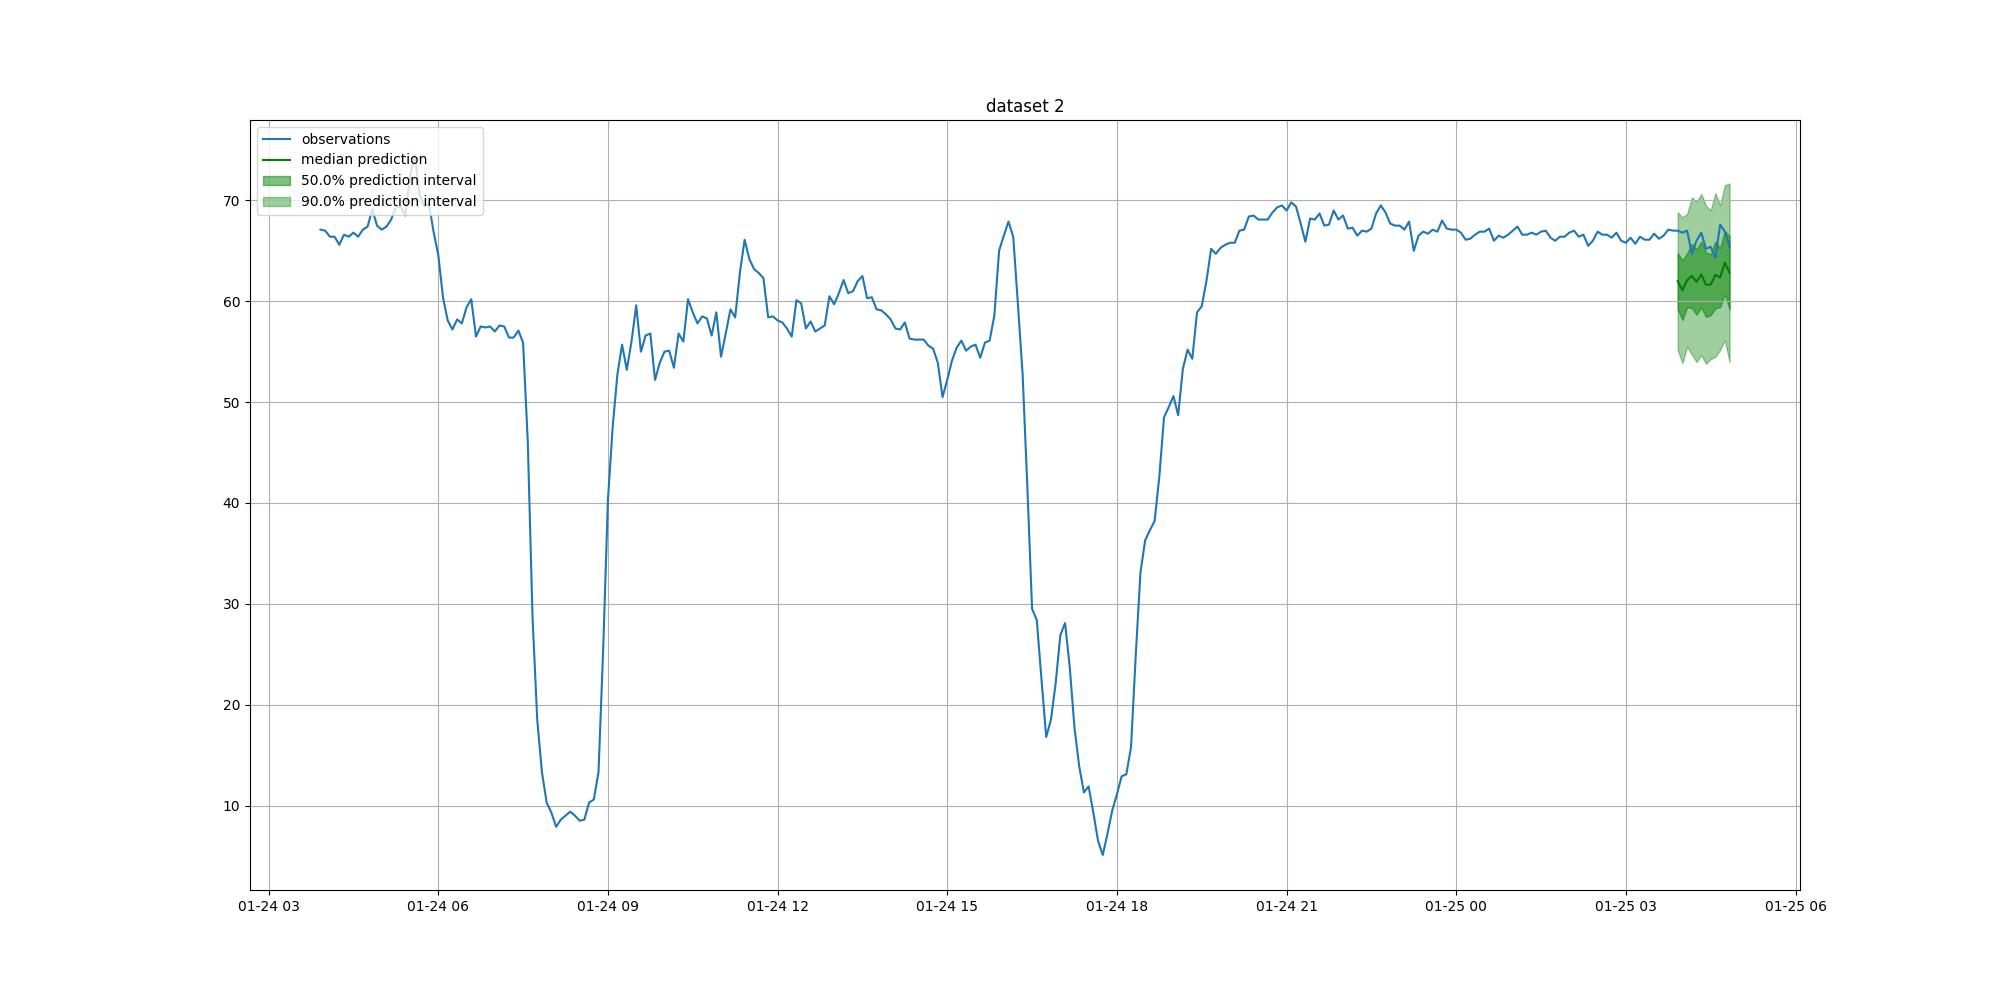 dataset 2
observations
median prediction
50.0% prediction interval
90.0% prediction interval
70
60
50
40
30
20
10
01-24 03 01-24 06 01-24 09 01-24 12 01-24 15 01-24 18 01-24 21 01-25 00 01-25 03 01-25 06